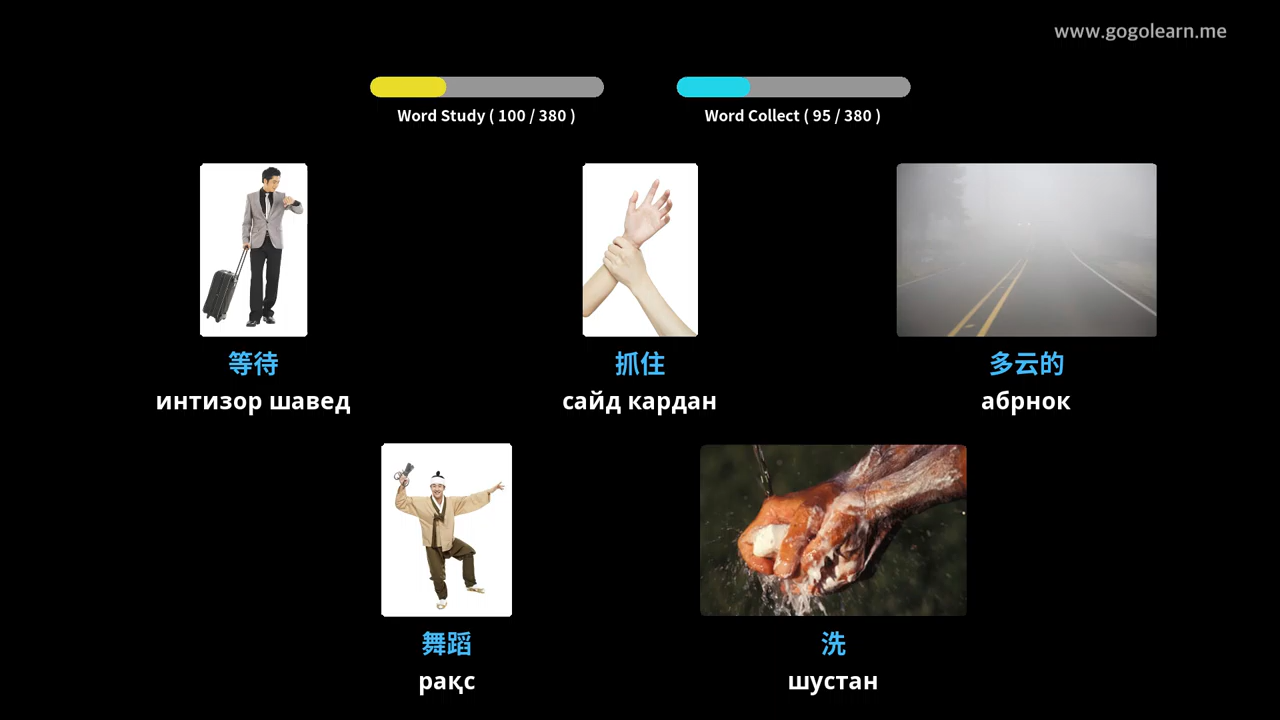 www.gogolearn.me
Word Study ( 100 / 380 )
Word Collect ( 95 / 380 )
等待
интизор шавед
抓住
сайд кардан
多云的
абрнок
舞蹈
рақс
洗
шустан